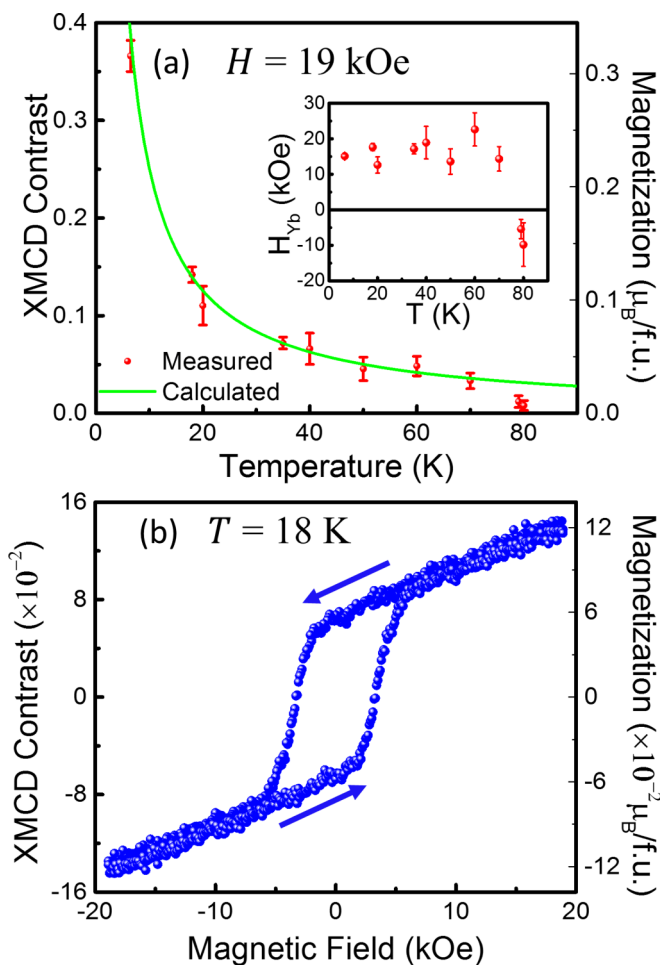 (a) H = 19 kOe
XMCD Contrast
0.4
0.3
0.2
0.1
0.0
Magnetization (μB/f.u.)
0.3
0.2
0.1
0.0
HYb (kOe)
30
20
10
0
-10
-20
0 20 40 60 80
T (K)
Measured
Calculated
0 20 40 60 80
Temperature (K)
(b) T = 18 K
XMCD Contrast (×10⁻²)
16
8
0
-8
-16
Magnetization (×10⁻² μB/f.u.)
12
6
0
-6
-12
-20 -10 0 10 20
Magnetic Field (kOe)